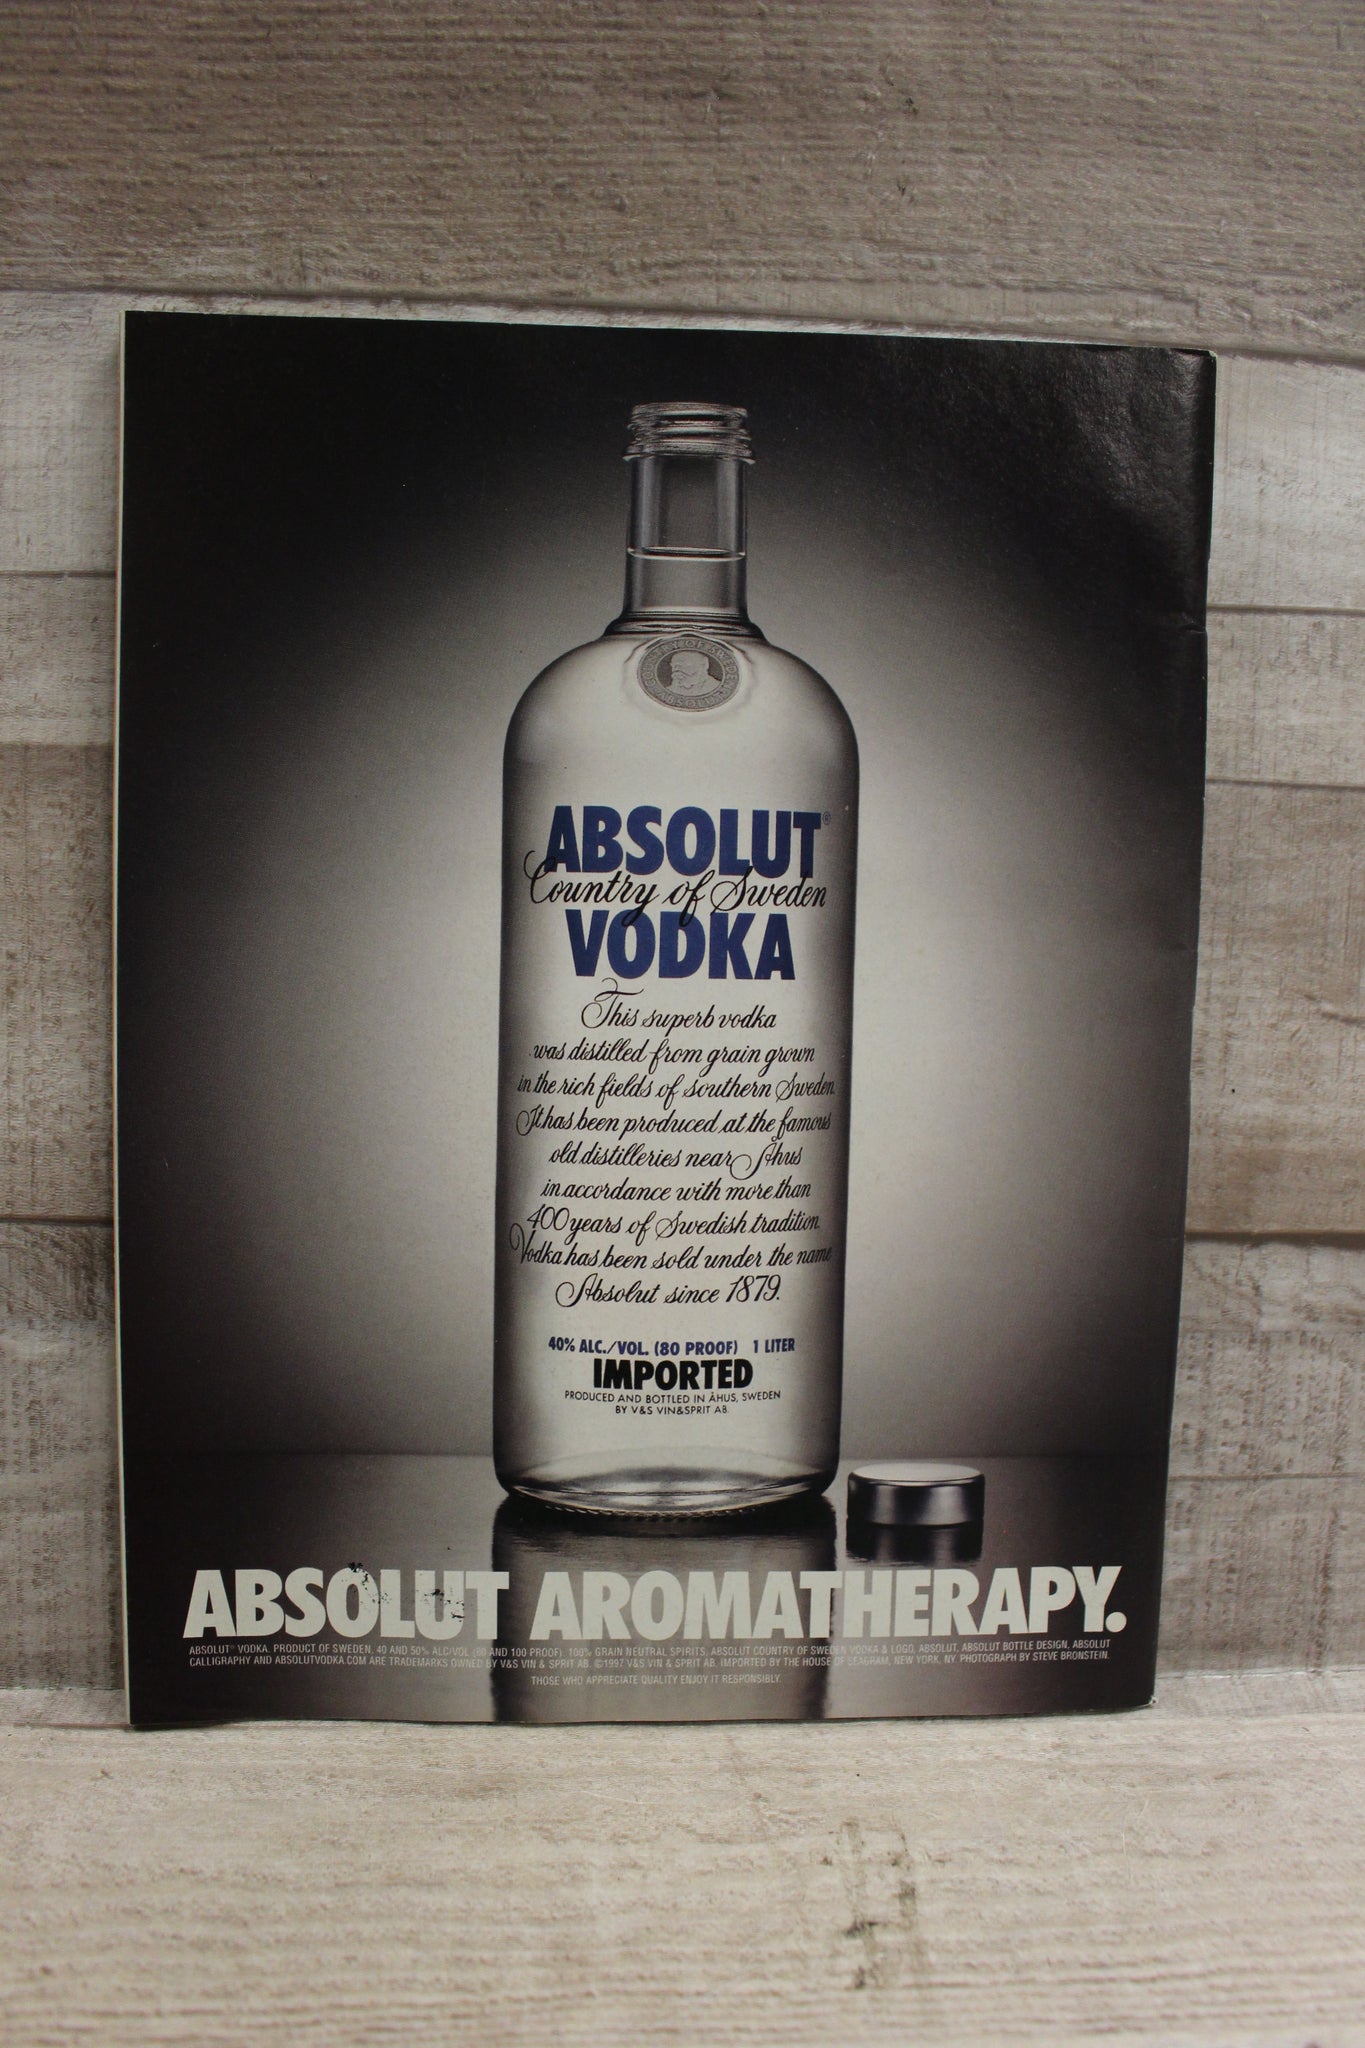 COUNTRY OF SWEDEN
ABSOLUT
ABSOLUT®
Country of Sweden
VODKA
This superb vodka
was distilled from grain grown
in the rich fields of southern Sweden.
It has been produced at the famous
old distilleries near Åhus
in accordance with more than
400 years of Swedish tradition.
Vodka has been sold under the name
Absolut since 1879.
40% ALC./VOL. (80 PROOF) 1 LITER
IMPORTED
PRODUCED AND BOTTLED IN ÅHUS, SWEDEN
BY V&S VIN&SPRIT AB.
ABSOLUT AROMATHERAPY.
ABSOLUT® VODKA. PRODUCT OF SWEDEN. 40 AND 50% ALC/VOL (80 AND 100 PROOF). 100% GRAIN NEUTRAL SPIRITS. ABSOLUT COUNTRY OF SWEDEN VODKA & LOGO, ABSOLUT, ABSOLUT BOTTLE DESIGN, ABSOLUT
CALLIGRAPHY AND ABSOLUTVODKA.COM ARE TRADEMARKS OWNED BY V&S VIN & SPRIT AB. ©1997 V&S VIN & SPRIT AB. IMPORTED BY THE HOUSE OF SEAGRAM, NEW YORK, NY. PHOTOGRAPH BY STEVE BRONSTEIN.
THOSE WHO APPRECIATE QUALITY ENJOY IT RESPONSIBLY.